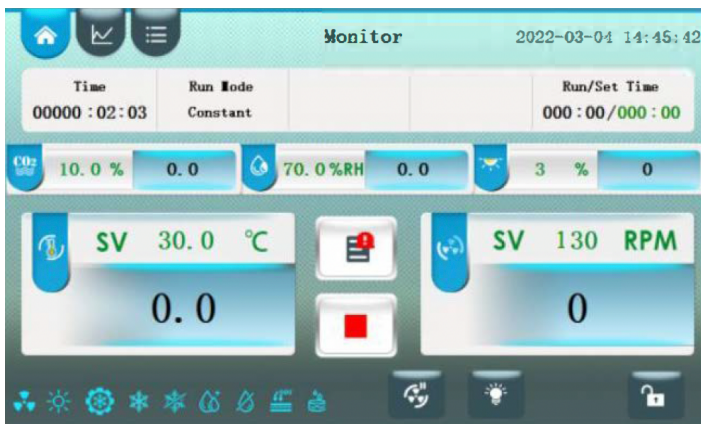 Monitor
2022-03-04 14:45:42
Time
Run Mode
Run/Set Time
00000:02:03
Constant
000:00/000:00
CO2
10.0 %
0.0
70.0 %RH
0.0
3 %
0
SV 30.0 ℃
SV 130 RPM
0.0
0